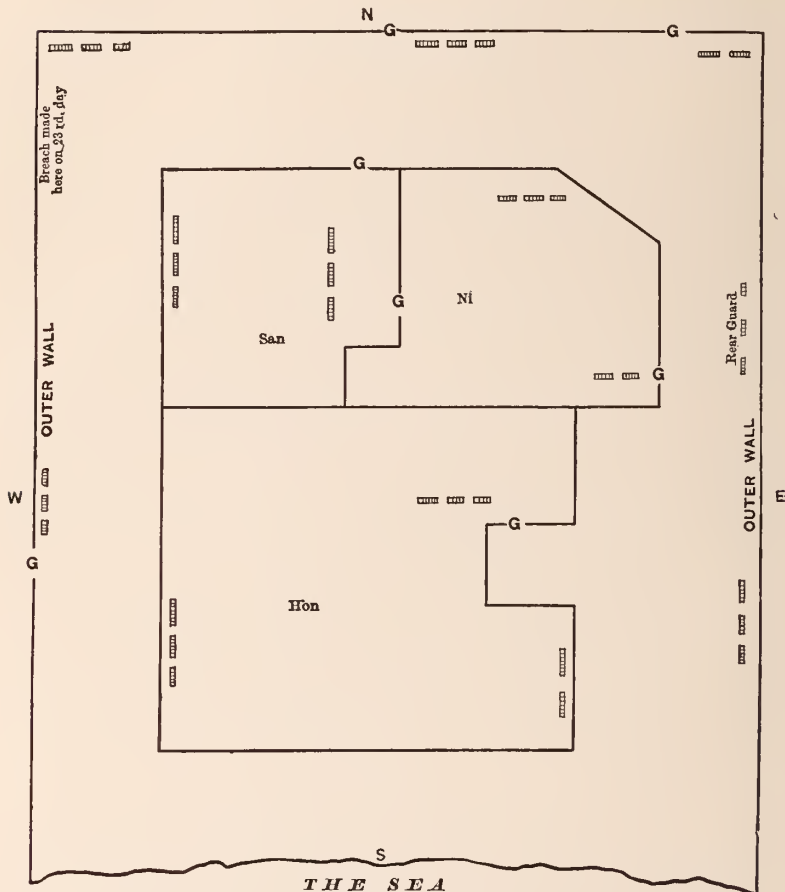 N
G
G
Breach made
here on 23 rd. day
G
Ni
G
San
Rear Guard
OUTER WALL
G
OUTER WALL
W
E
G
G
Hon
S
THE SEA